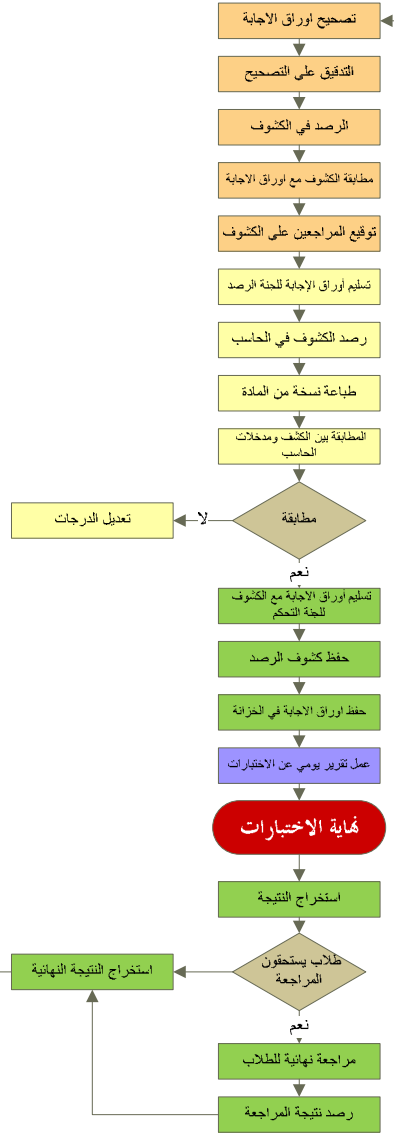 تصحيح اوراق الاجابة
التدقيق على التصحيح
الرصد في الكشوف
مطابقة الكشوف مع اوراق الاجابة
توقيع المراجعين على الكشوف
تسليم أوراق الإجابة للجنة الرصد
رصد الكشوف في الحاسب
طباعة نسخة من المادة
المطابقة بين الكشف ومدخلات
الحاسب
مطابقة
لا
تعديل الدرجات
نعم
تسليم أوراق الاجابة مع الكشوف
للجنة التحكم
حفظ كشوف الرصد
حفظ اوراق الاجابة في الخزانة
عمل تقرير يومي عن الاختبارات
نهاية الاختبارات
استخراج النتيجة
طلاب يستحقون
المراجعة
استخراج النتيجة النهائية
نعم
مراجعة نهائية للطلاب
رصد نتيجة المراجعة